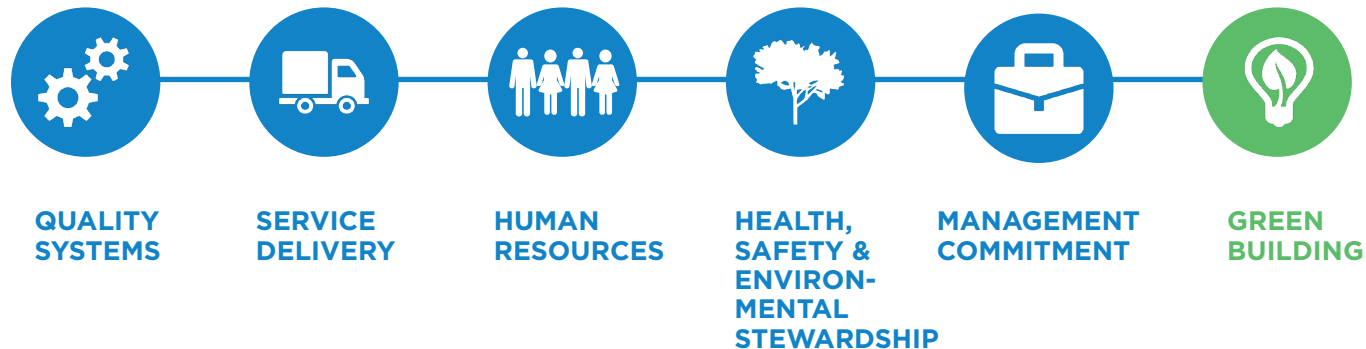 QUALITY
SYSTEMS
SERVICE
DELIVERY
HUMAN
RESOURCES
HEALTH,
SAFETY &
ENVIRON-
MENTAL
STEWARDSHIP
MANAGEMENT
COMMITMENT
GREEN
BUILDING